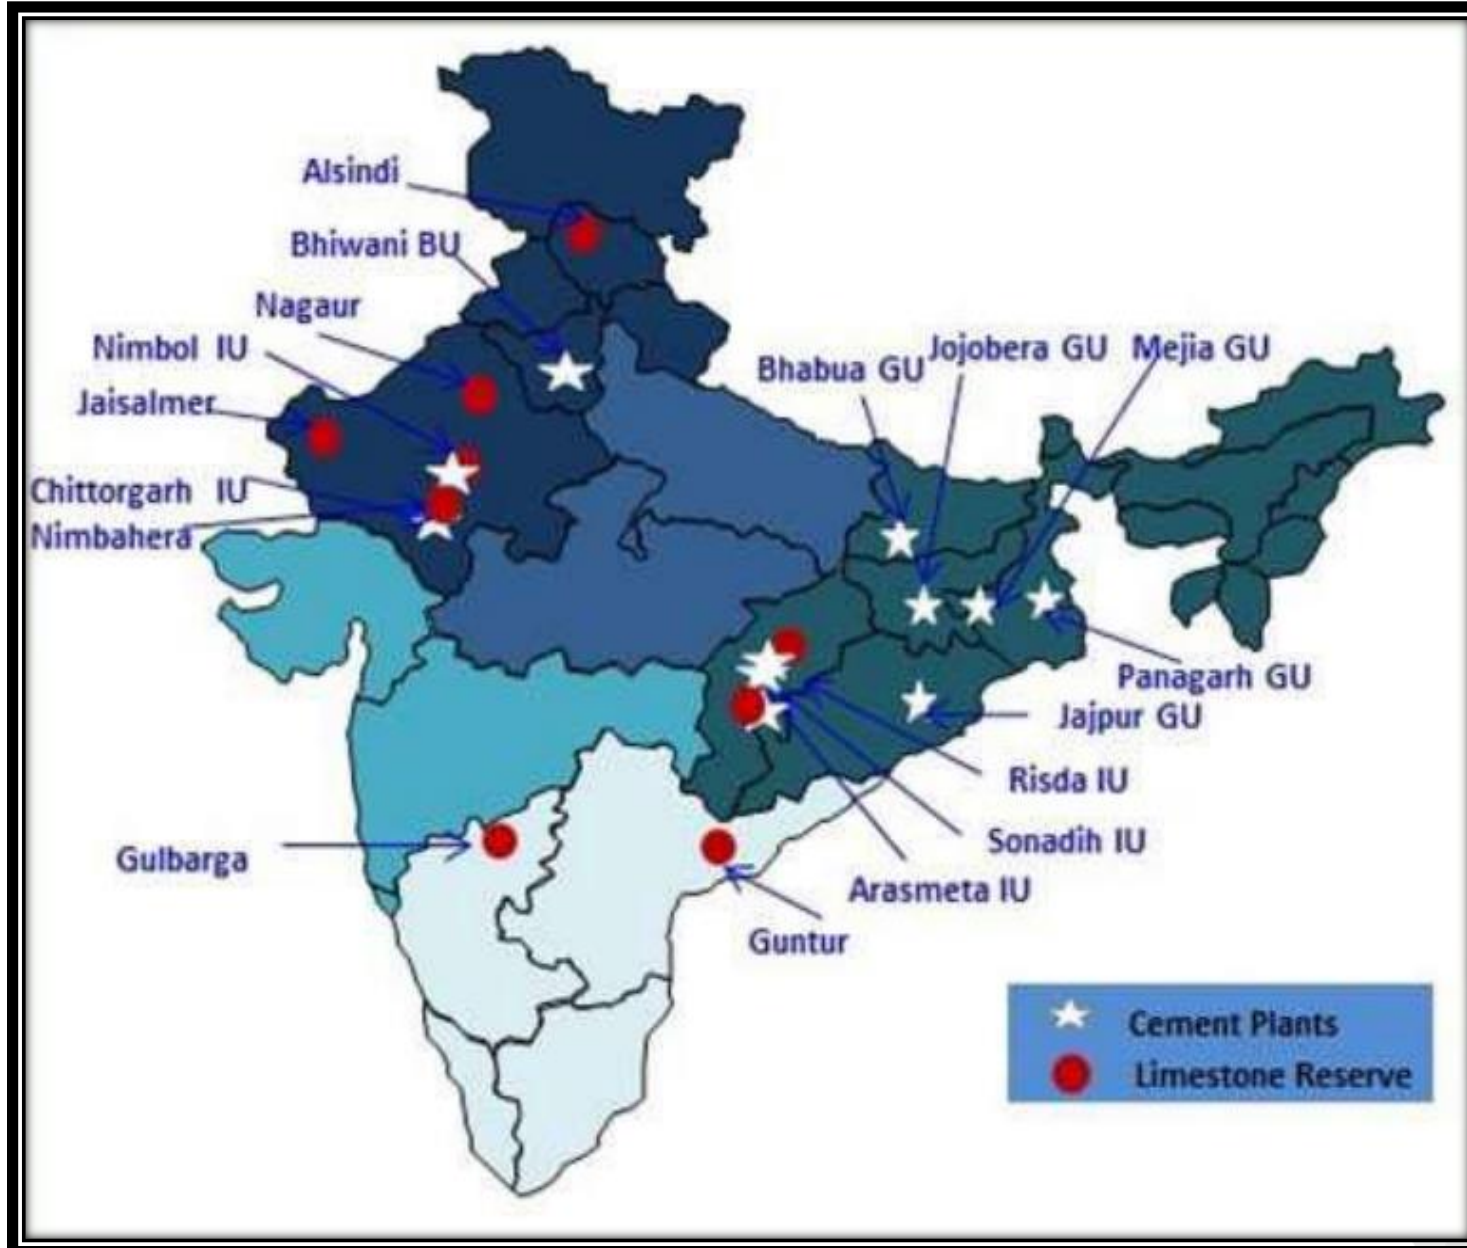 Alsindi
Bhiwani BU
Nagaur
Nimbol IU
Jojobera GU
Mejia GU
Bhabua GU
Jaisalmer
Chittorgarh IU
Nimbahera
Panagarh GU
Jajpur GU
Risda IU
Sonadih IU
Gulbarga
Arasmeta IU
Guntur
Cement Plants
Limestone Reserve